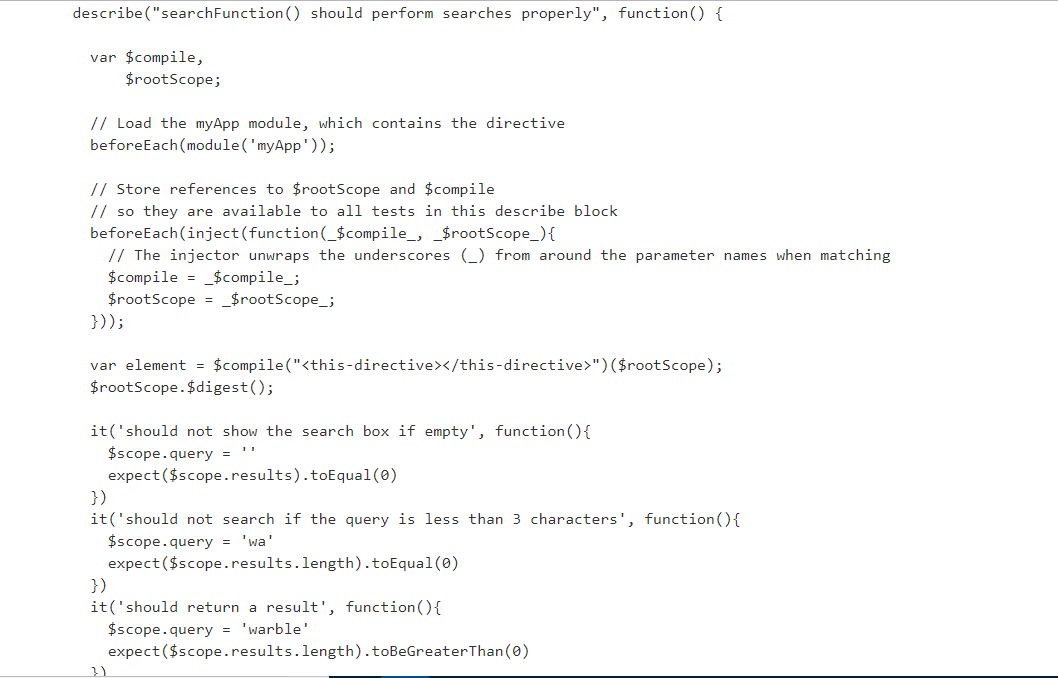 describe("searchFunction() should perform searches properly", function() {
var $compile,
$rootScope;
// Load the myApp module, which contains the directive
beforeEach(module('myApp'));
// Store references to $rootScope and $compile
// so they are available to all tests in this describe block
beforeEach(inject(function(_$compile_, _$rootScope_){
// The injector unwraps the underscores (_) from around the parameter names when matching
$compile = _$compile_;
$rootScope = _$rootScope_;
}));
var element = $compile("<this-directive></this-directive>")($rootScope);
$rootScope.$digest();
it('should not show the search box if empty', function(){
$scope.query = ''
expect($scope.results).toEqual(0)
})
it('should not search if the query is less than 3 characters', function(){
$scope.query = 'wa'
expect($scope.results.length).toEqual(0)
})
it('should return a result', function(){
$scope.query = 'warble'
expect($scope.results.length).toBeGreaterThan(0)
})